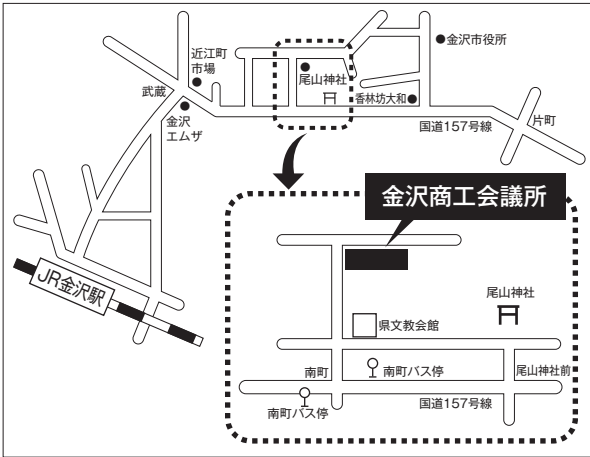 近江町
市場
武蔵
金沢
エムザ
尾山神社
香林坊大和
金沢市役所
国道157号線
片町
JR金沢駅
金沢商工会議所
尾山神社
県文教会館
南町
南町バス停
尾山神社前
南町バス停
国道157号線